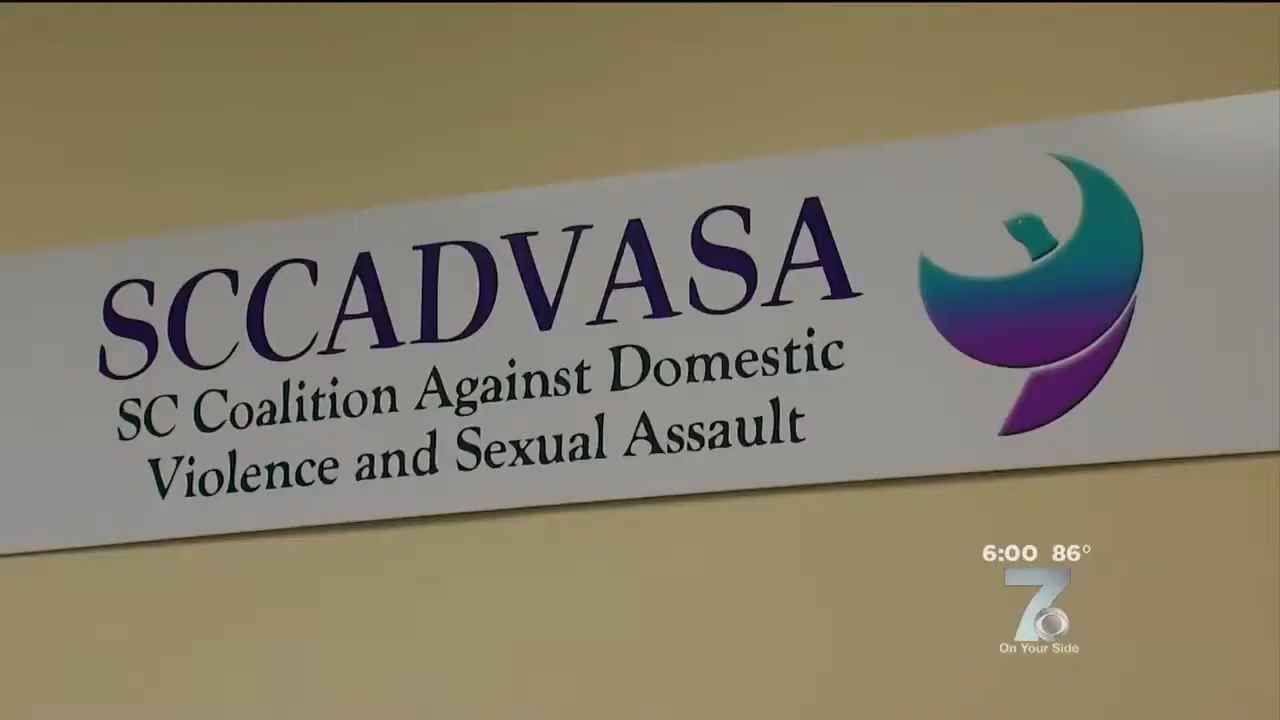 SCCADVASA
SC Coalition Against Domestic
Violence and Sexual Assault
6:00 86°
7
On Your Side